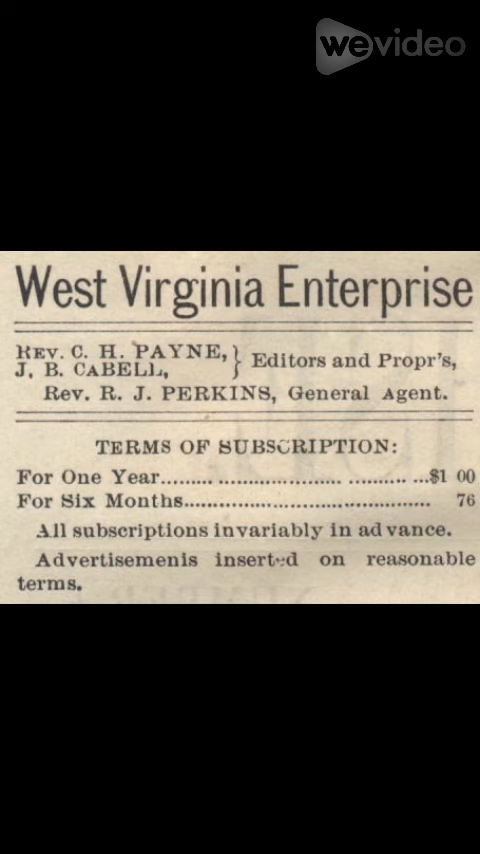 wevideo
West Virginia Enterprise
REV. C. H. PAYNE,
J. B. CABELL,
} Editors and Propr's,
Rev. R. J. PERKINS, General Agent.
TERMS OF SUBSCRIPTION:
For One Year..................................................$1 00
For Six Months............................................. 76
All subscriptions invariably in advance.
Advertisemenis inserted on reasonable
terms.